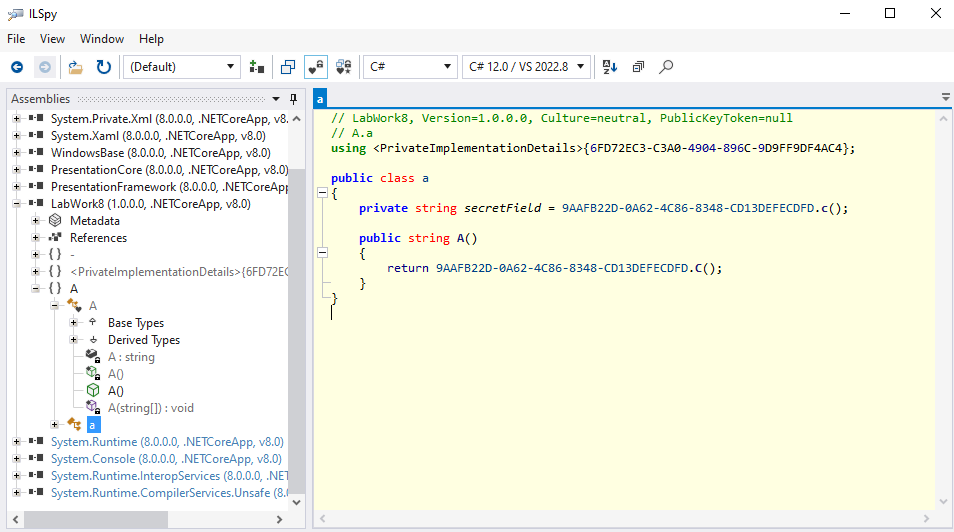 ILSpy
File View Window Help
(Default) C# C# 12.0 / VS 2022.8
Assemblies
System.Private.Xml (8.0.0.0, .NETCoreApp, v8.
System.Xaml (8.0.0.0, .NETCoreApp, v8.0)
WindowsBase (8.0.0.0, .NETCoreApp, v8.0)
PresentationCore (8.0.0.0, .NETCoreApp, v8.0)
PresentationFramework (8.0.0.0, .NETCoreApp
LabWork8 (1.0.0.0, .NETCoreApp, v8.0)
Metadata
References
{ } -
{ } <PrivateImplementationDetails>{6FD72EC
{ } A
A
Base Types
Derived Types
A : string
A()
A()
A(string[]) : void
a
System.Runtime (8.0.0.0, .NETCoreApp, v8.0)
System.Console (8.0.0.0, .NETCoreApp, v8.0)
System.Runtime.InteropServices (8.0.0.0, .NET
System.Runtime.CompilerServices.Unsafe (8.0
a
// LabWork8, Version=1.0.0.0, Culture=neutral, PublicKeyToken=null
// A.a
using <PrivateImplementationDetails>{6FD72EC3-C3A0-4904-896C-9D9FF9DF4AC4};
public class a
{
private string secretField = 9AAFB22D-0A62-4C86-8348-CD13DEFECDFD.c();
public string A()
{
return 9AAFB22D-0A62-4C86-8348-CD13DEFECDFD.C();
}
}